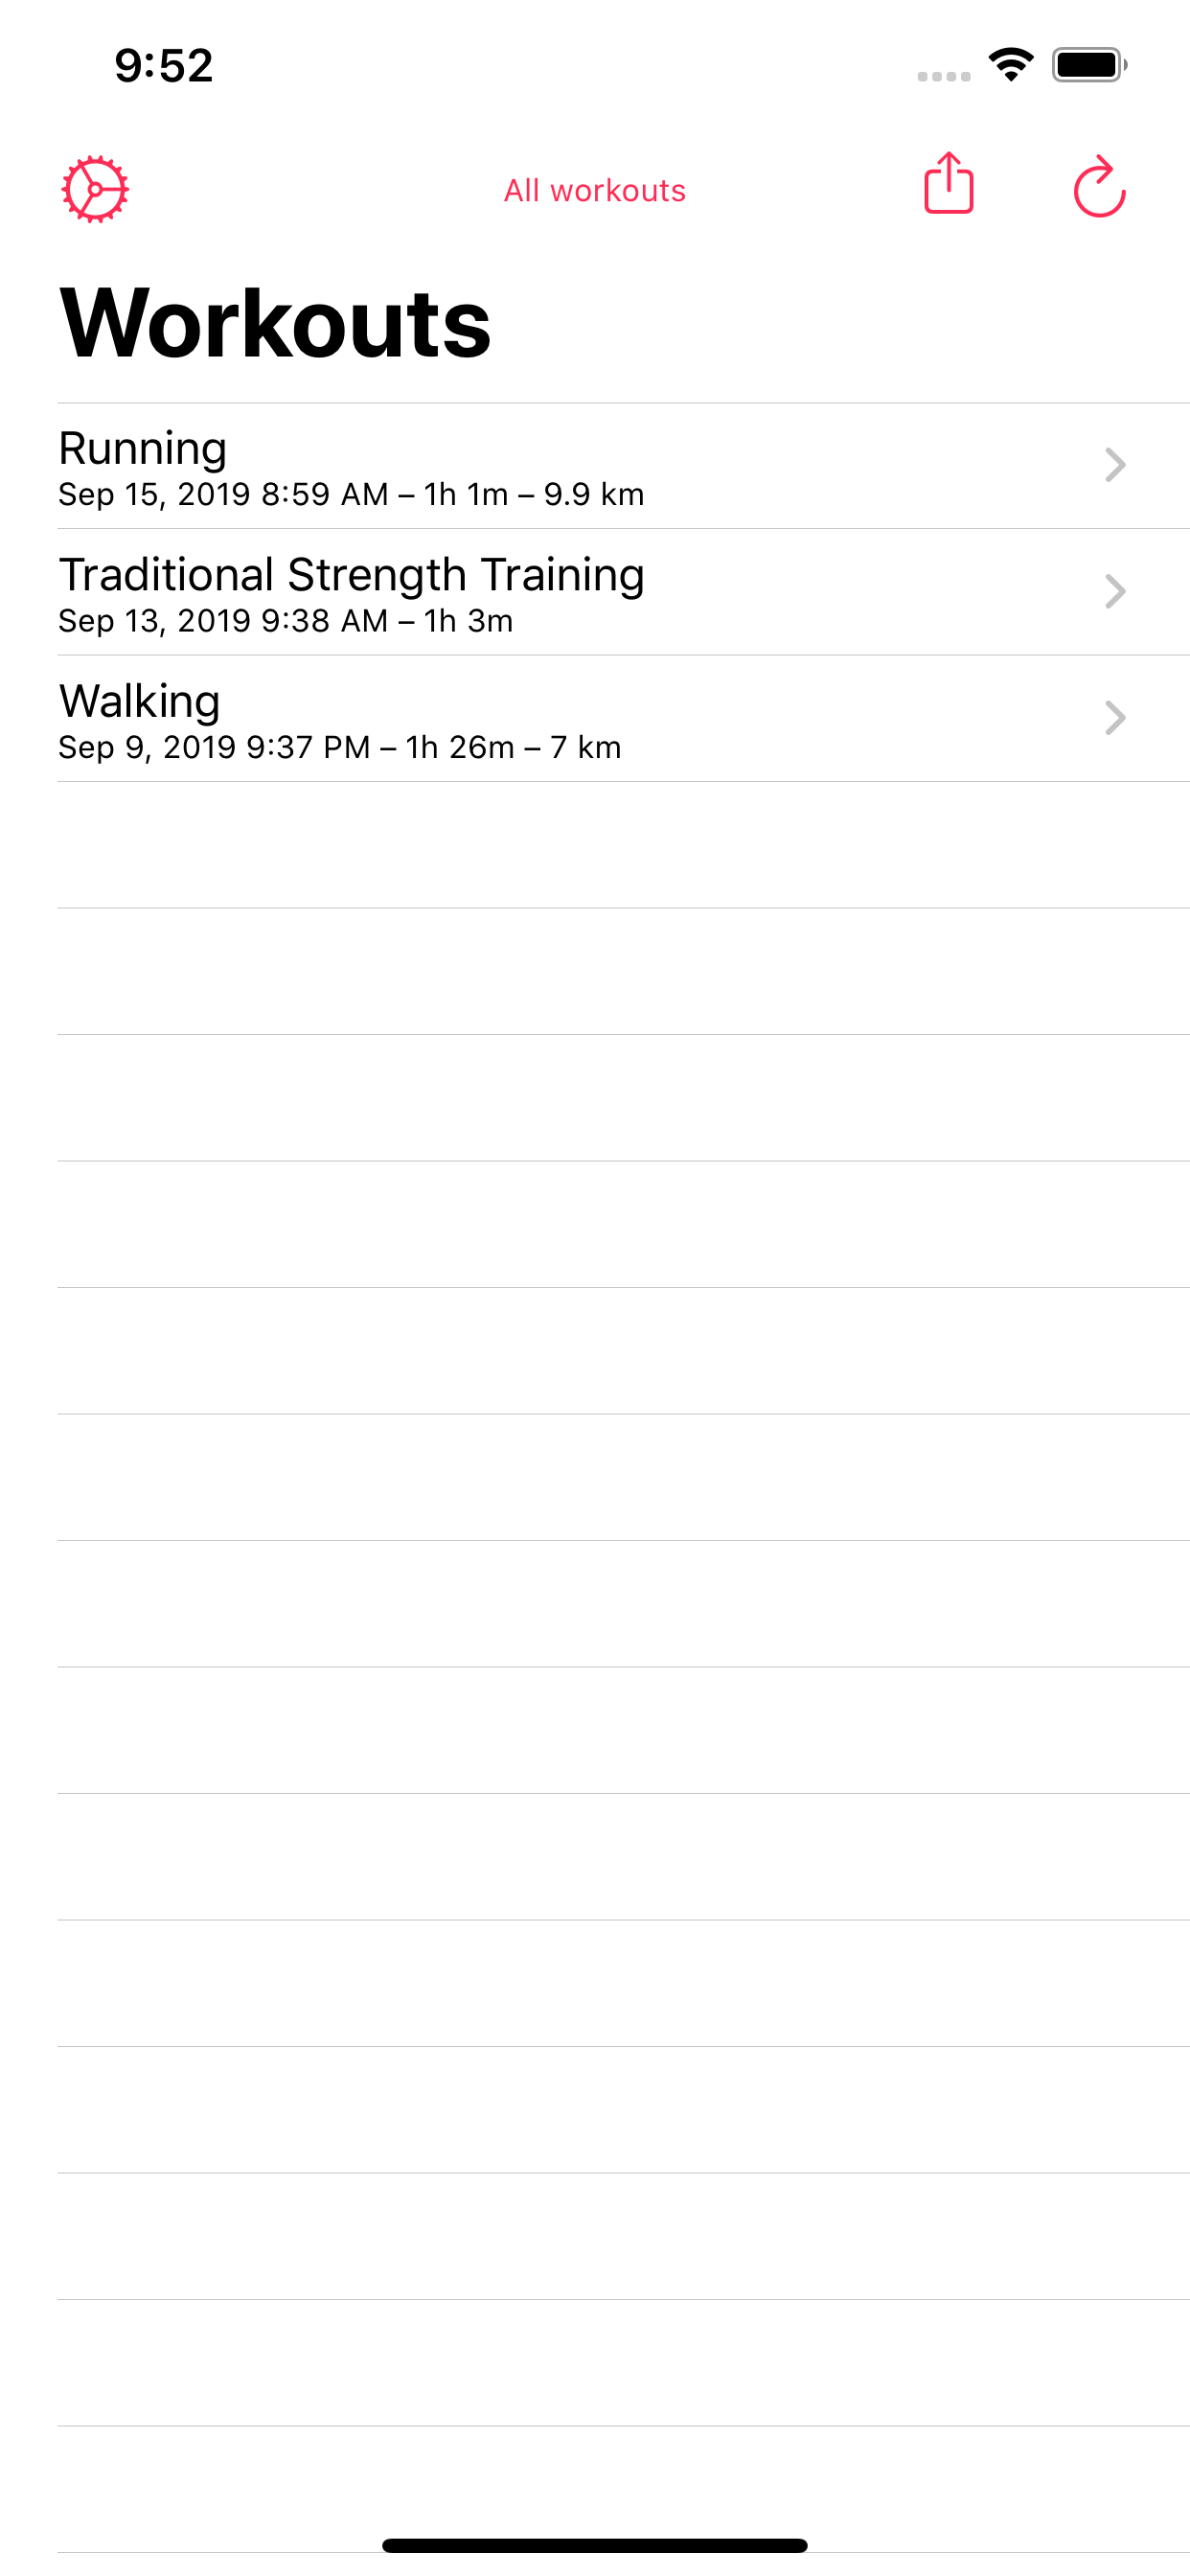 9:52
All workouts
Workouts
Running
Sep 15, 2019 8:59 AM – 1h 1m – 9.9 km
Traditional Strength Training
Sep 13, 2019 9:38 AM – 1h 3m
Walking
Sep 9, 2019 9:37 PM – 1h 26m – 7 km